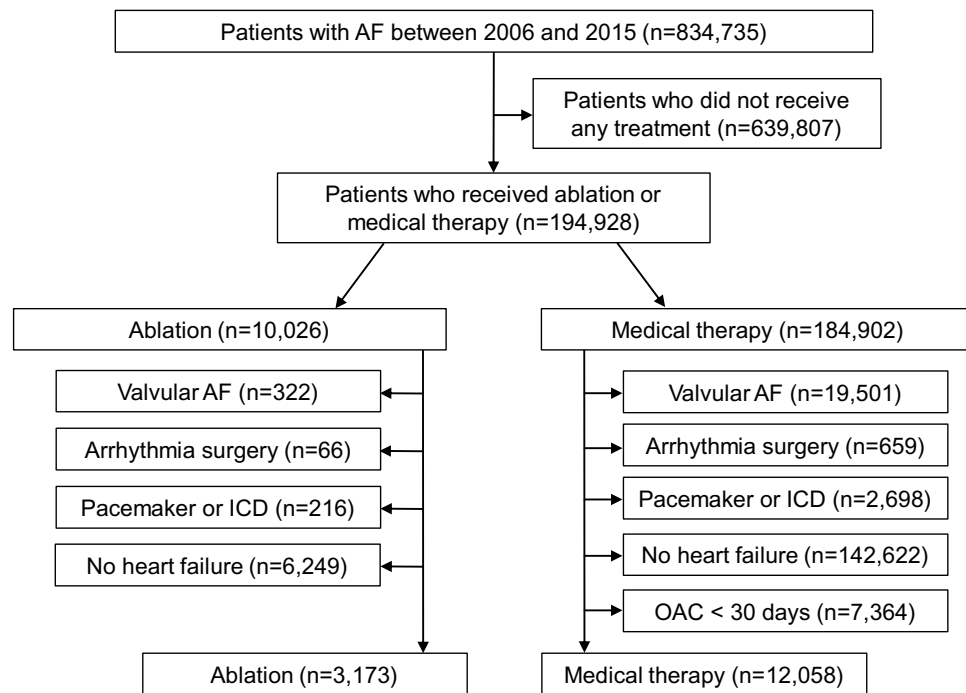 Patients with AF between 2006 and 2015 (n=834,735)
Patients who did not receive
any treatment (n=639,807)
Patients who received ablation or
medical therapy (n=194,928)
Ablation (n=10,026)
Medical therapy (n=184,902)
Valvular AF (n=322)
Valvular AF (n=19,501)
Arrhythmia surgery (n=66)
Arrhythmia surgery (n=659)
Pacemaker or ICD (n=216)
Pacemaker or ICD (n=2,698)
No heart failure (n=6,249)
No heart failure (n=142,622)
OAC < 30 days (n=7,364)
Ablation (n=3,173)
Medical therapy (n=12,058)